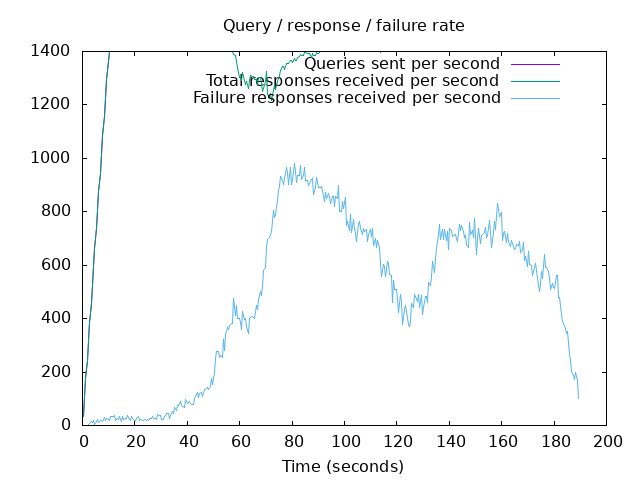 Query / response / failure rate
Queries sent per second
Total responses received per second
Failure responses received per second
1400
1200
1000
800
600
400
200
0
0 20 40 60 80 100 120 140 160 180 200
Time (seconds)